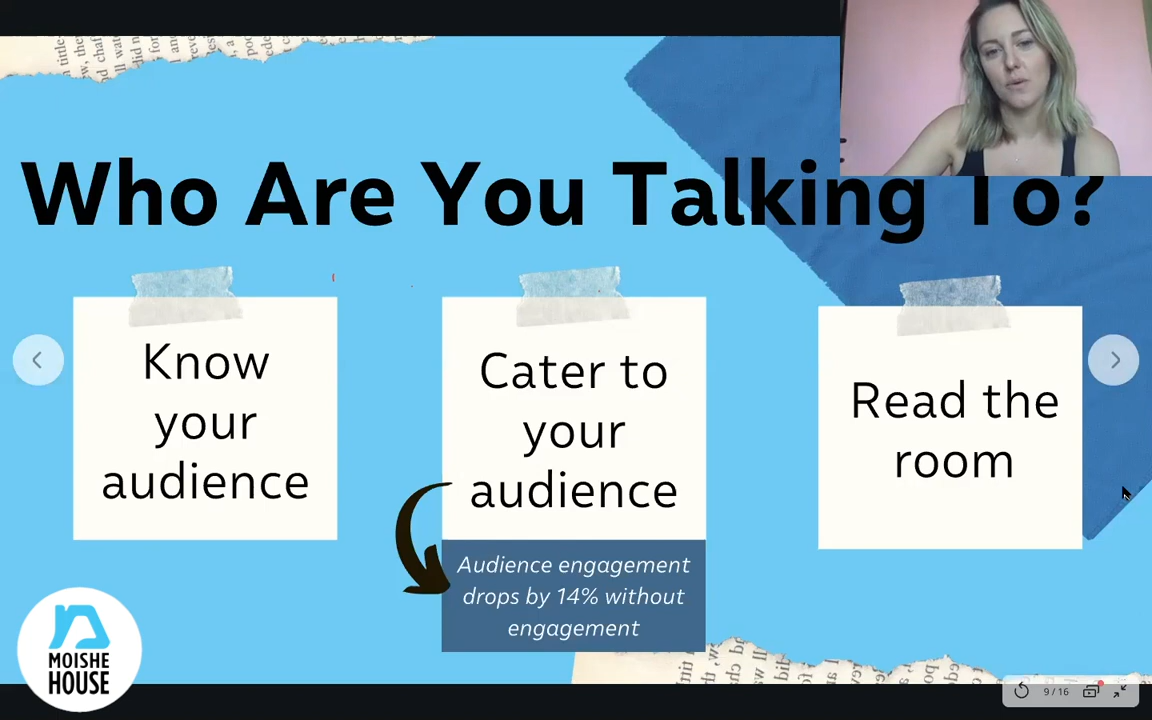 Who Are You Talking To?
Know
your
audience
Cater to
your
audience
Audience engagement
drops by 14% without
engagement
Read the
room
MOISHE
HOUSE
9 / 16